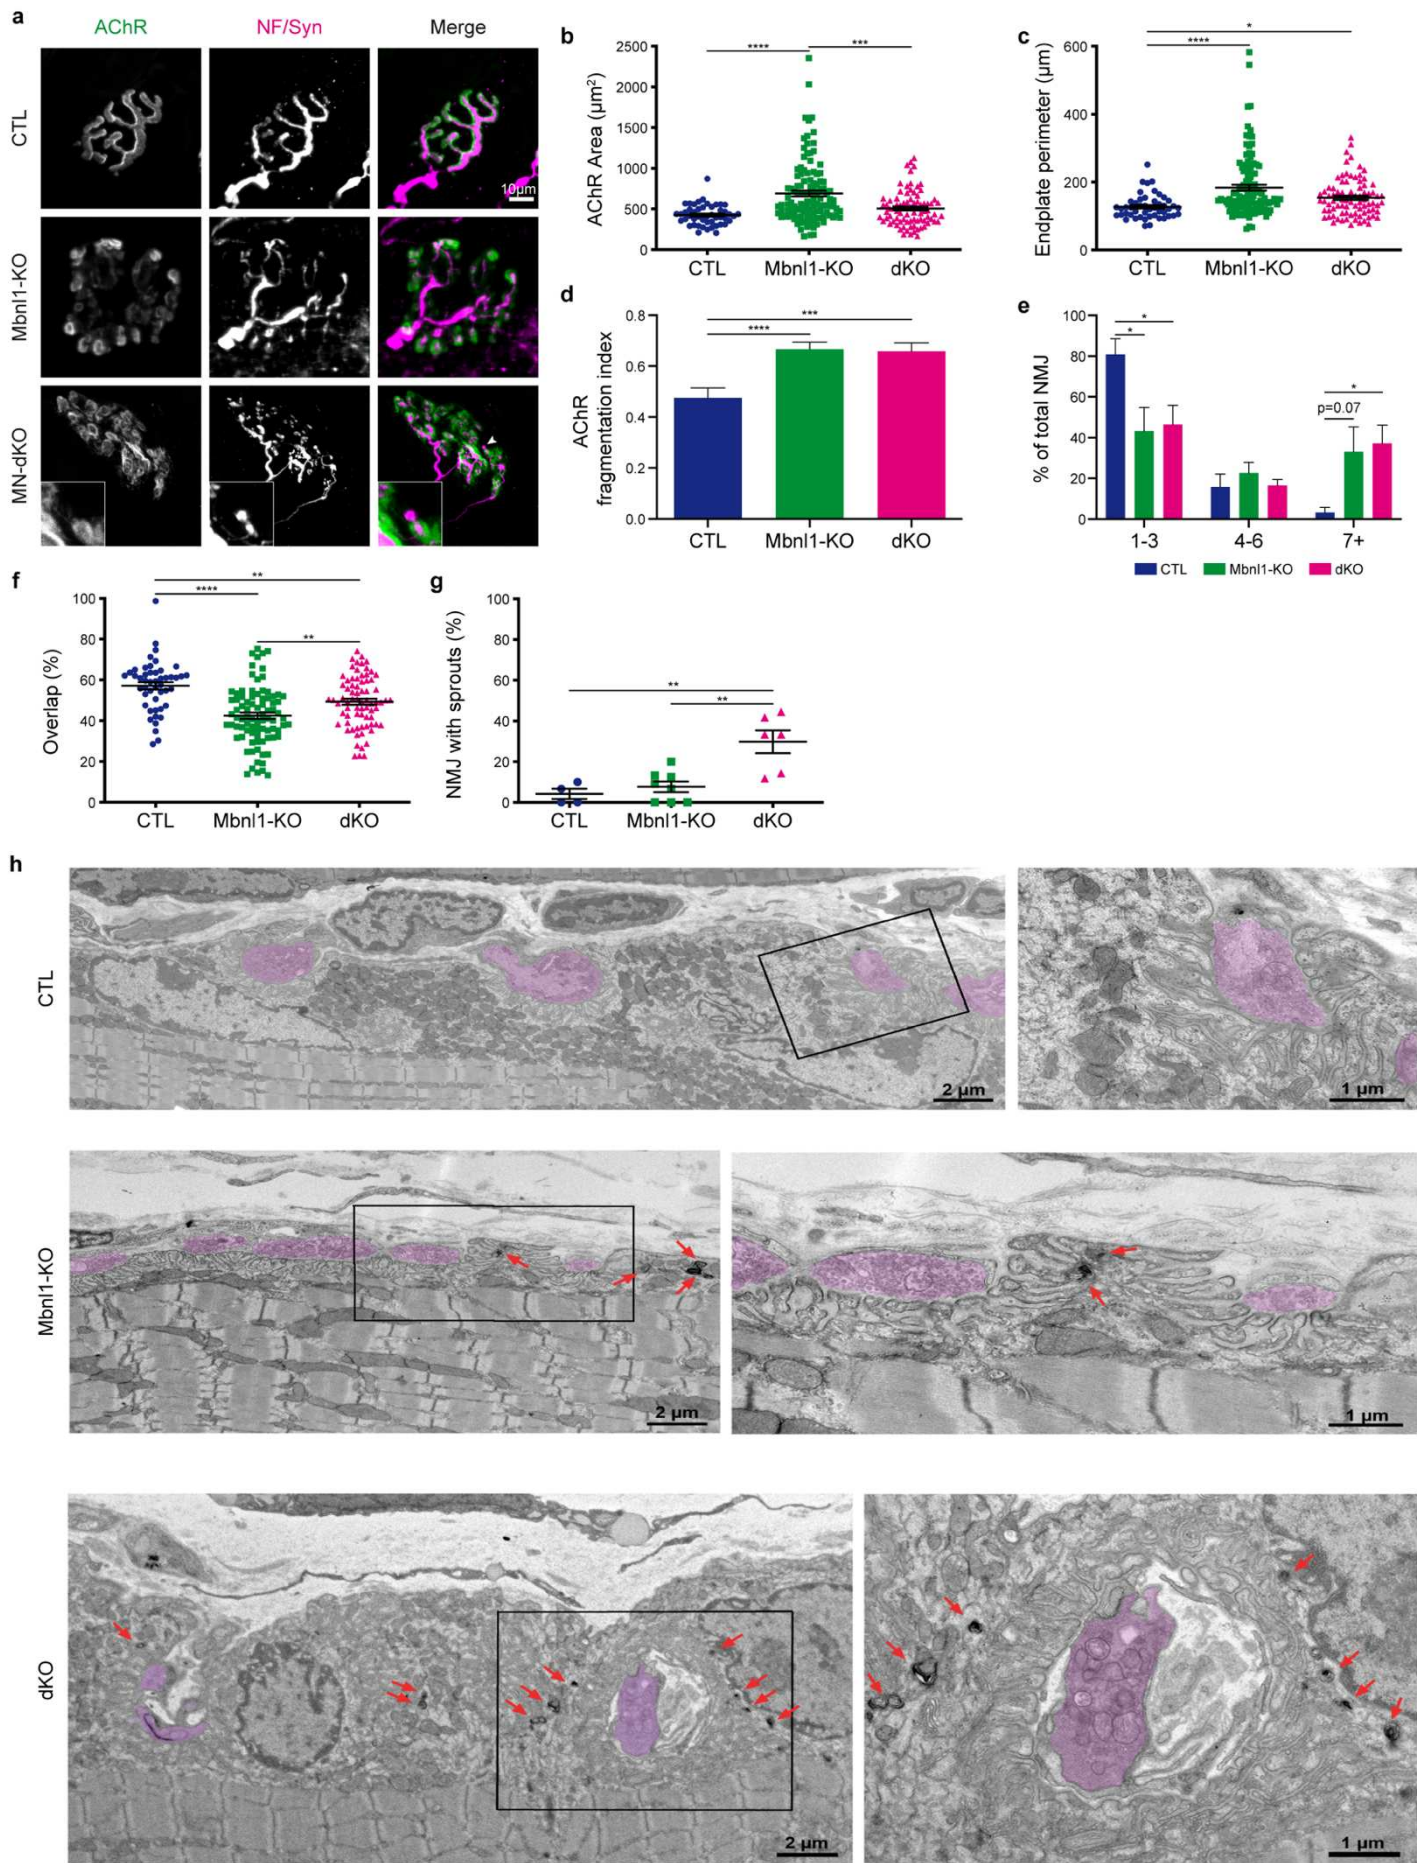 a
AChR
NF/Syn
Merge
CTL
10µm
Mbnl1-KO
MN-dKO
b
AChR Area (µm²)
2500
2000
1500
1000
500
0
****
***
CTL
Mbnl1-KO
dKO
c
Endplate perimeter (µm)
600
400
200
0
*
****
CTL
Mbnl1-KO
dKO
d
AChR
fragmentation index
0.8
0.6
0.4
0.2
0.0
***
****
CTL
Mbnl1-KO
dKO
e
% of total NMJ
100
80
60
40
20
0
*
*
*
p=0.07
1-3
4-6
7+
CTL
Mbnl1-KO
dKO
f
Overlap (%)
100
80
60
40
20
0
**
****
**
CTL
Mbnl1-KO
dKO
g
NMJ with sprouts (%)
100
80
60
40
20
0
**
**
CTL
Mbnl1-KO
dKO
h
CTL
2 µm
1 µm
Mbnl1-KO
2 µm
1 µm
dKO
2 µm
1 µm